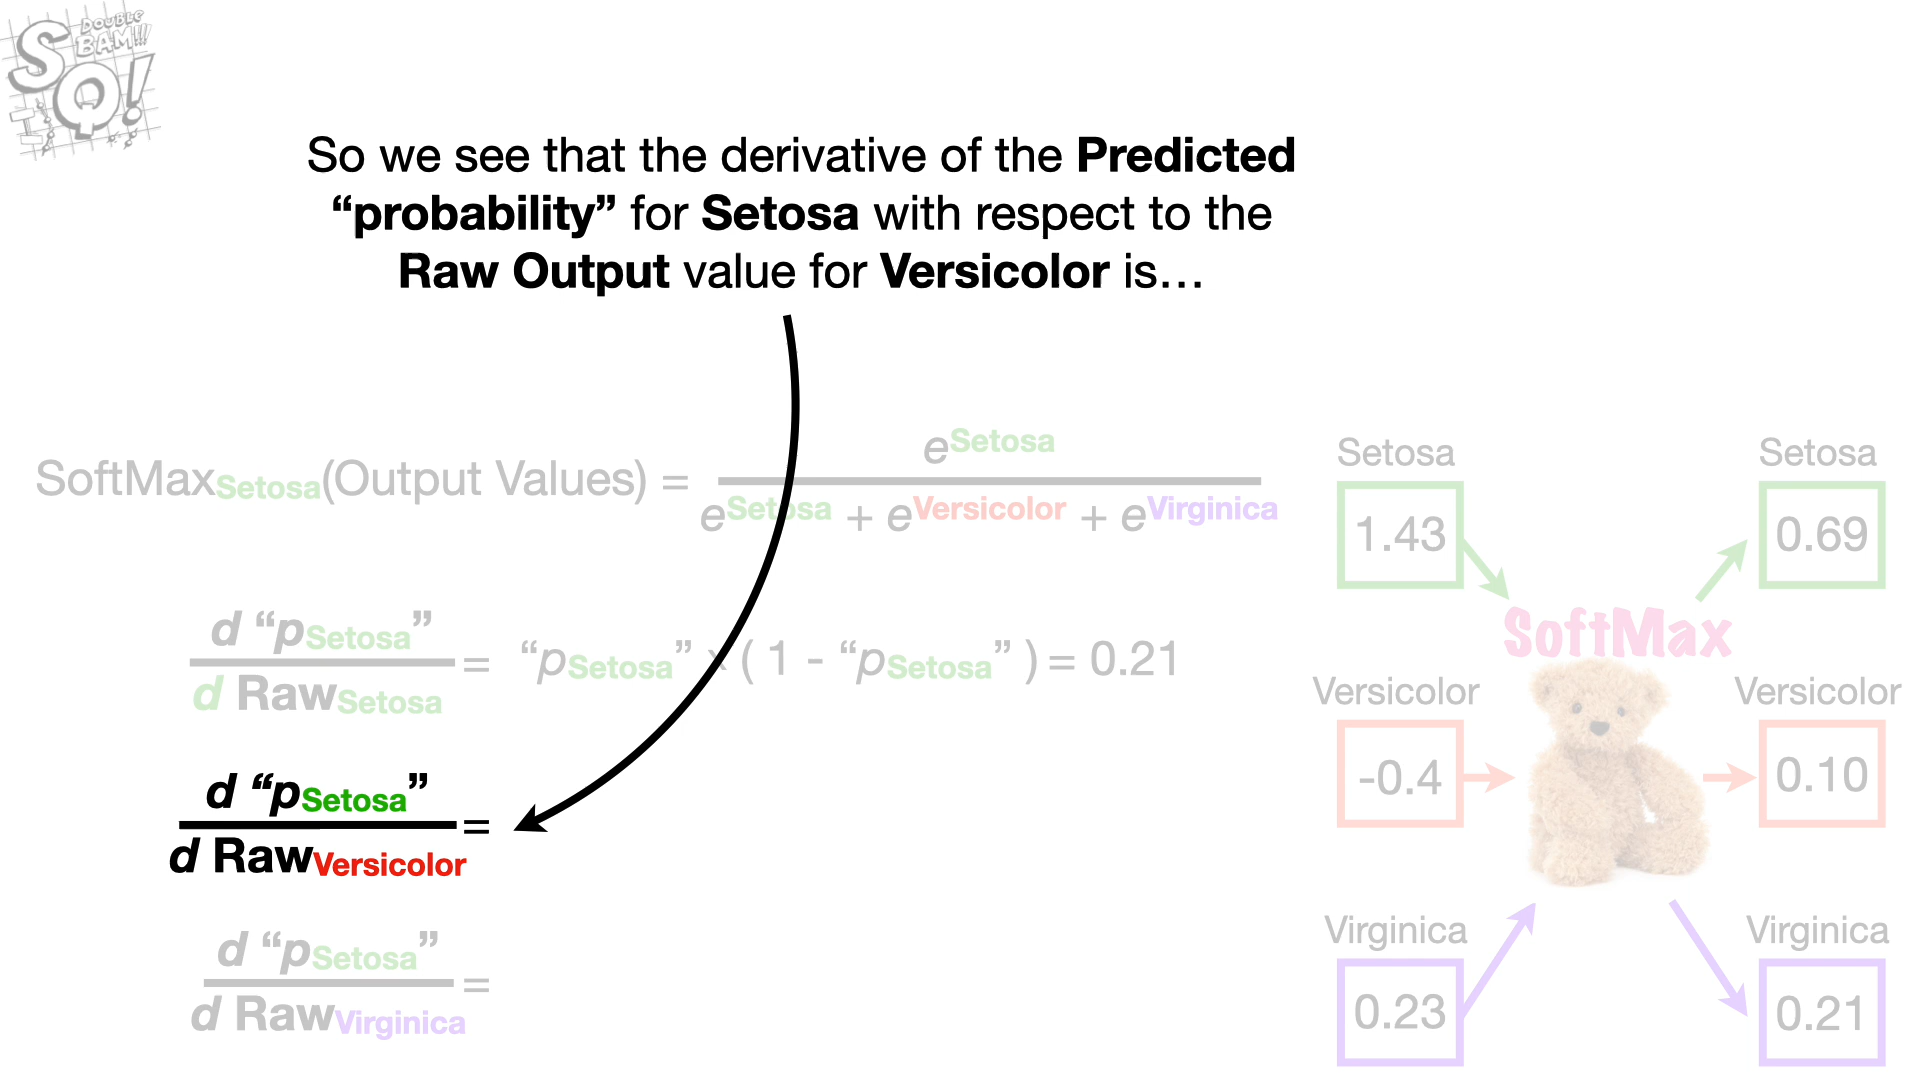 DOUBLE
BAM!!!
SQ!
So we see that the derivative of the Predicted
“probability” for Setosa with respect to the
Raw Output value for Versicolor is…
SoftMaxSetosa(Output Values) = eSetosa
eSetosa + eVersicolor + eVirginica
d “pSetosa”
d RawSetosa
= “pSetosa” x ( 1 - “pSetosa” ) = 0.21
d “pSetosa”
d RawVersicolor
=
d “pSetosa”
d RawVirginica
=
Setosa
1.43
Setosa
0.69
SoftMax
Versicolor
-0.4
Versicolor
0.10
Virginica
0.23
Virginica
0.21